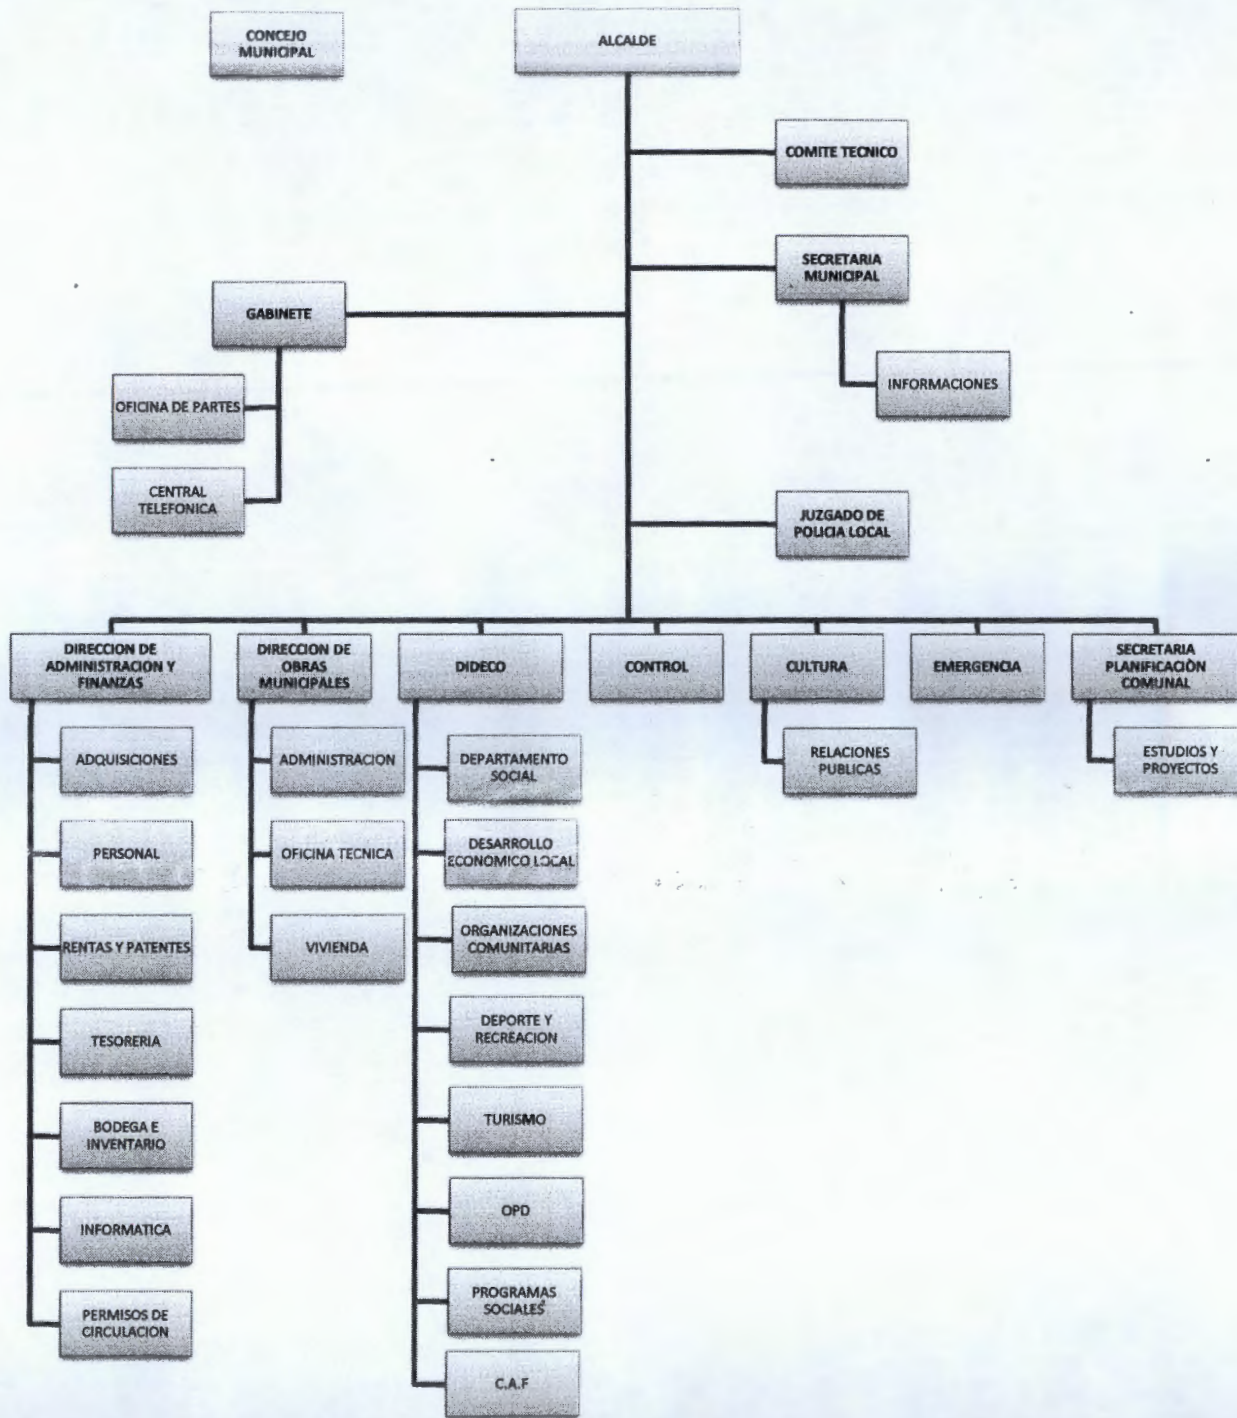 CONCEJO
MUNICIPAL
ALCALDE
COMITE TECNICO
SECRETARIA
MUNICIPAL
GABINETE
INFORMACIONES
OFICINA DE PARTES
CENTRAL
TELEFONICA
JUZGADO DE
POLICIA LOCAL
DIRECCION DE
ADMINISTRACION Y
FINANZAS
DIRECCION DE
OBRAS
MUNICIPALES
DIDECO
CONTROL
CULTURA
EMERGENCIA
SECRETARIA
PLANIFICACIÒN
COMUNAL
ADQUISICIONES
PERSONAL
RENTAS Y PATENTES
TESORERIA
BODEGA E
INVENTARIO
INFORMATICA
PERMISOS DE
CIRCULACION
ADMINISTRACION
OFICINA TECNICA
VIVIENDA
DEPARTAMENTO
SOCIAL
DESARROLLO
ECONOMICO LOCAL
ORGANIZACIONES
COMUNITARIAS
DEPORTE Y
RECREACION
TURISMO
OPD
PROGRAMAS
SOCIALES
C.A.F
RELACIONES
PUBLICAS
ESTUDIOS Y
PROYECTOS